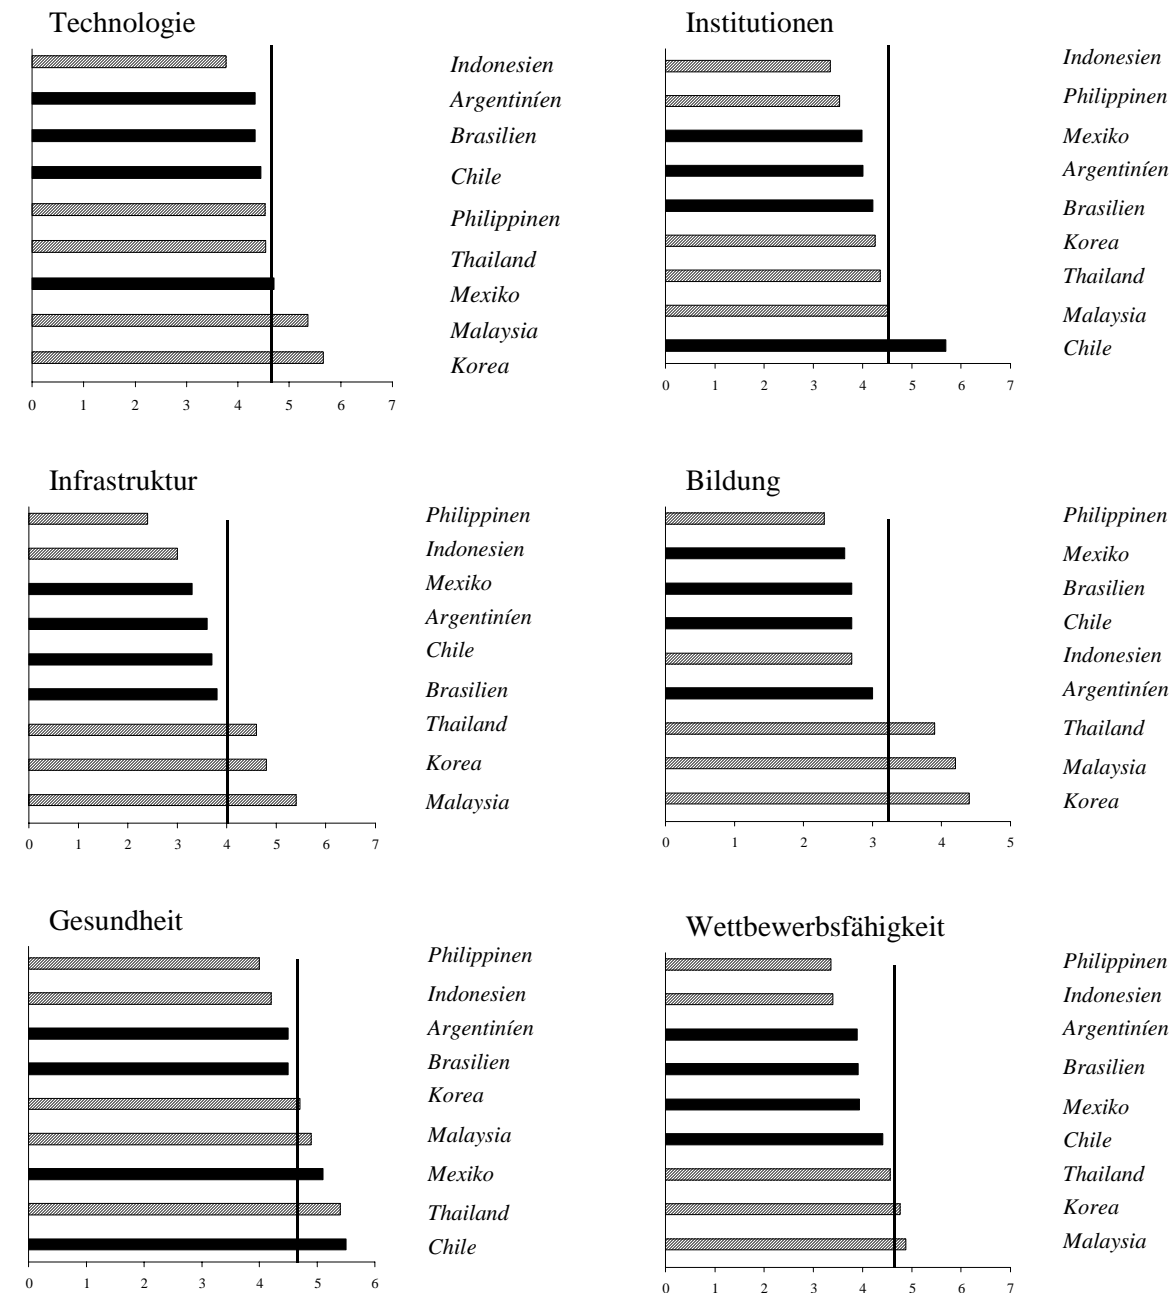 Technologie
Indonesien
Argentiníen
Brasilien
Chile
Philippinen
Thailand
Mexiko
Malaysia
Korea
0 1 2 3 4 5 6 7
Institutionen
Indonesien
Philippinen
Mexiko
Argentiníen
Brasilien
Korea
Thailand
Malaysia
Chile
0 1 2 3 4 5 6 7
Infrastruktur
Philippinen
Indonesien
Mexiko
Argentiníen
Chile
Brasilien
Thailand
Korea
Malaysia
0 1 2 3 4 5 6 7
Bildung
Philippinen
Mexiko
Brasilien
Chile
Indonesien
Argentiníen
Thailand
Malaysia
Korea
0 1 2 3 4 5
Gesundheit
Philippinen
Indonesien
Argentiníen
Brasilien
Korea
Malaysia
Mexiko
Thailand
Chile
0 1 2 3 4 5 6
Wettbewerbsfähigkeit
Philippinen
Indonesien
Argentiníen
Brasilien
Mexiko
Chile
Thailand
Korea
Malaysia
0 1 2 3 4 5 6 7